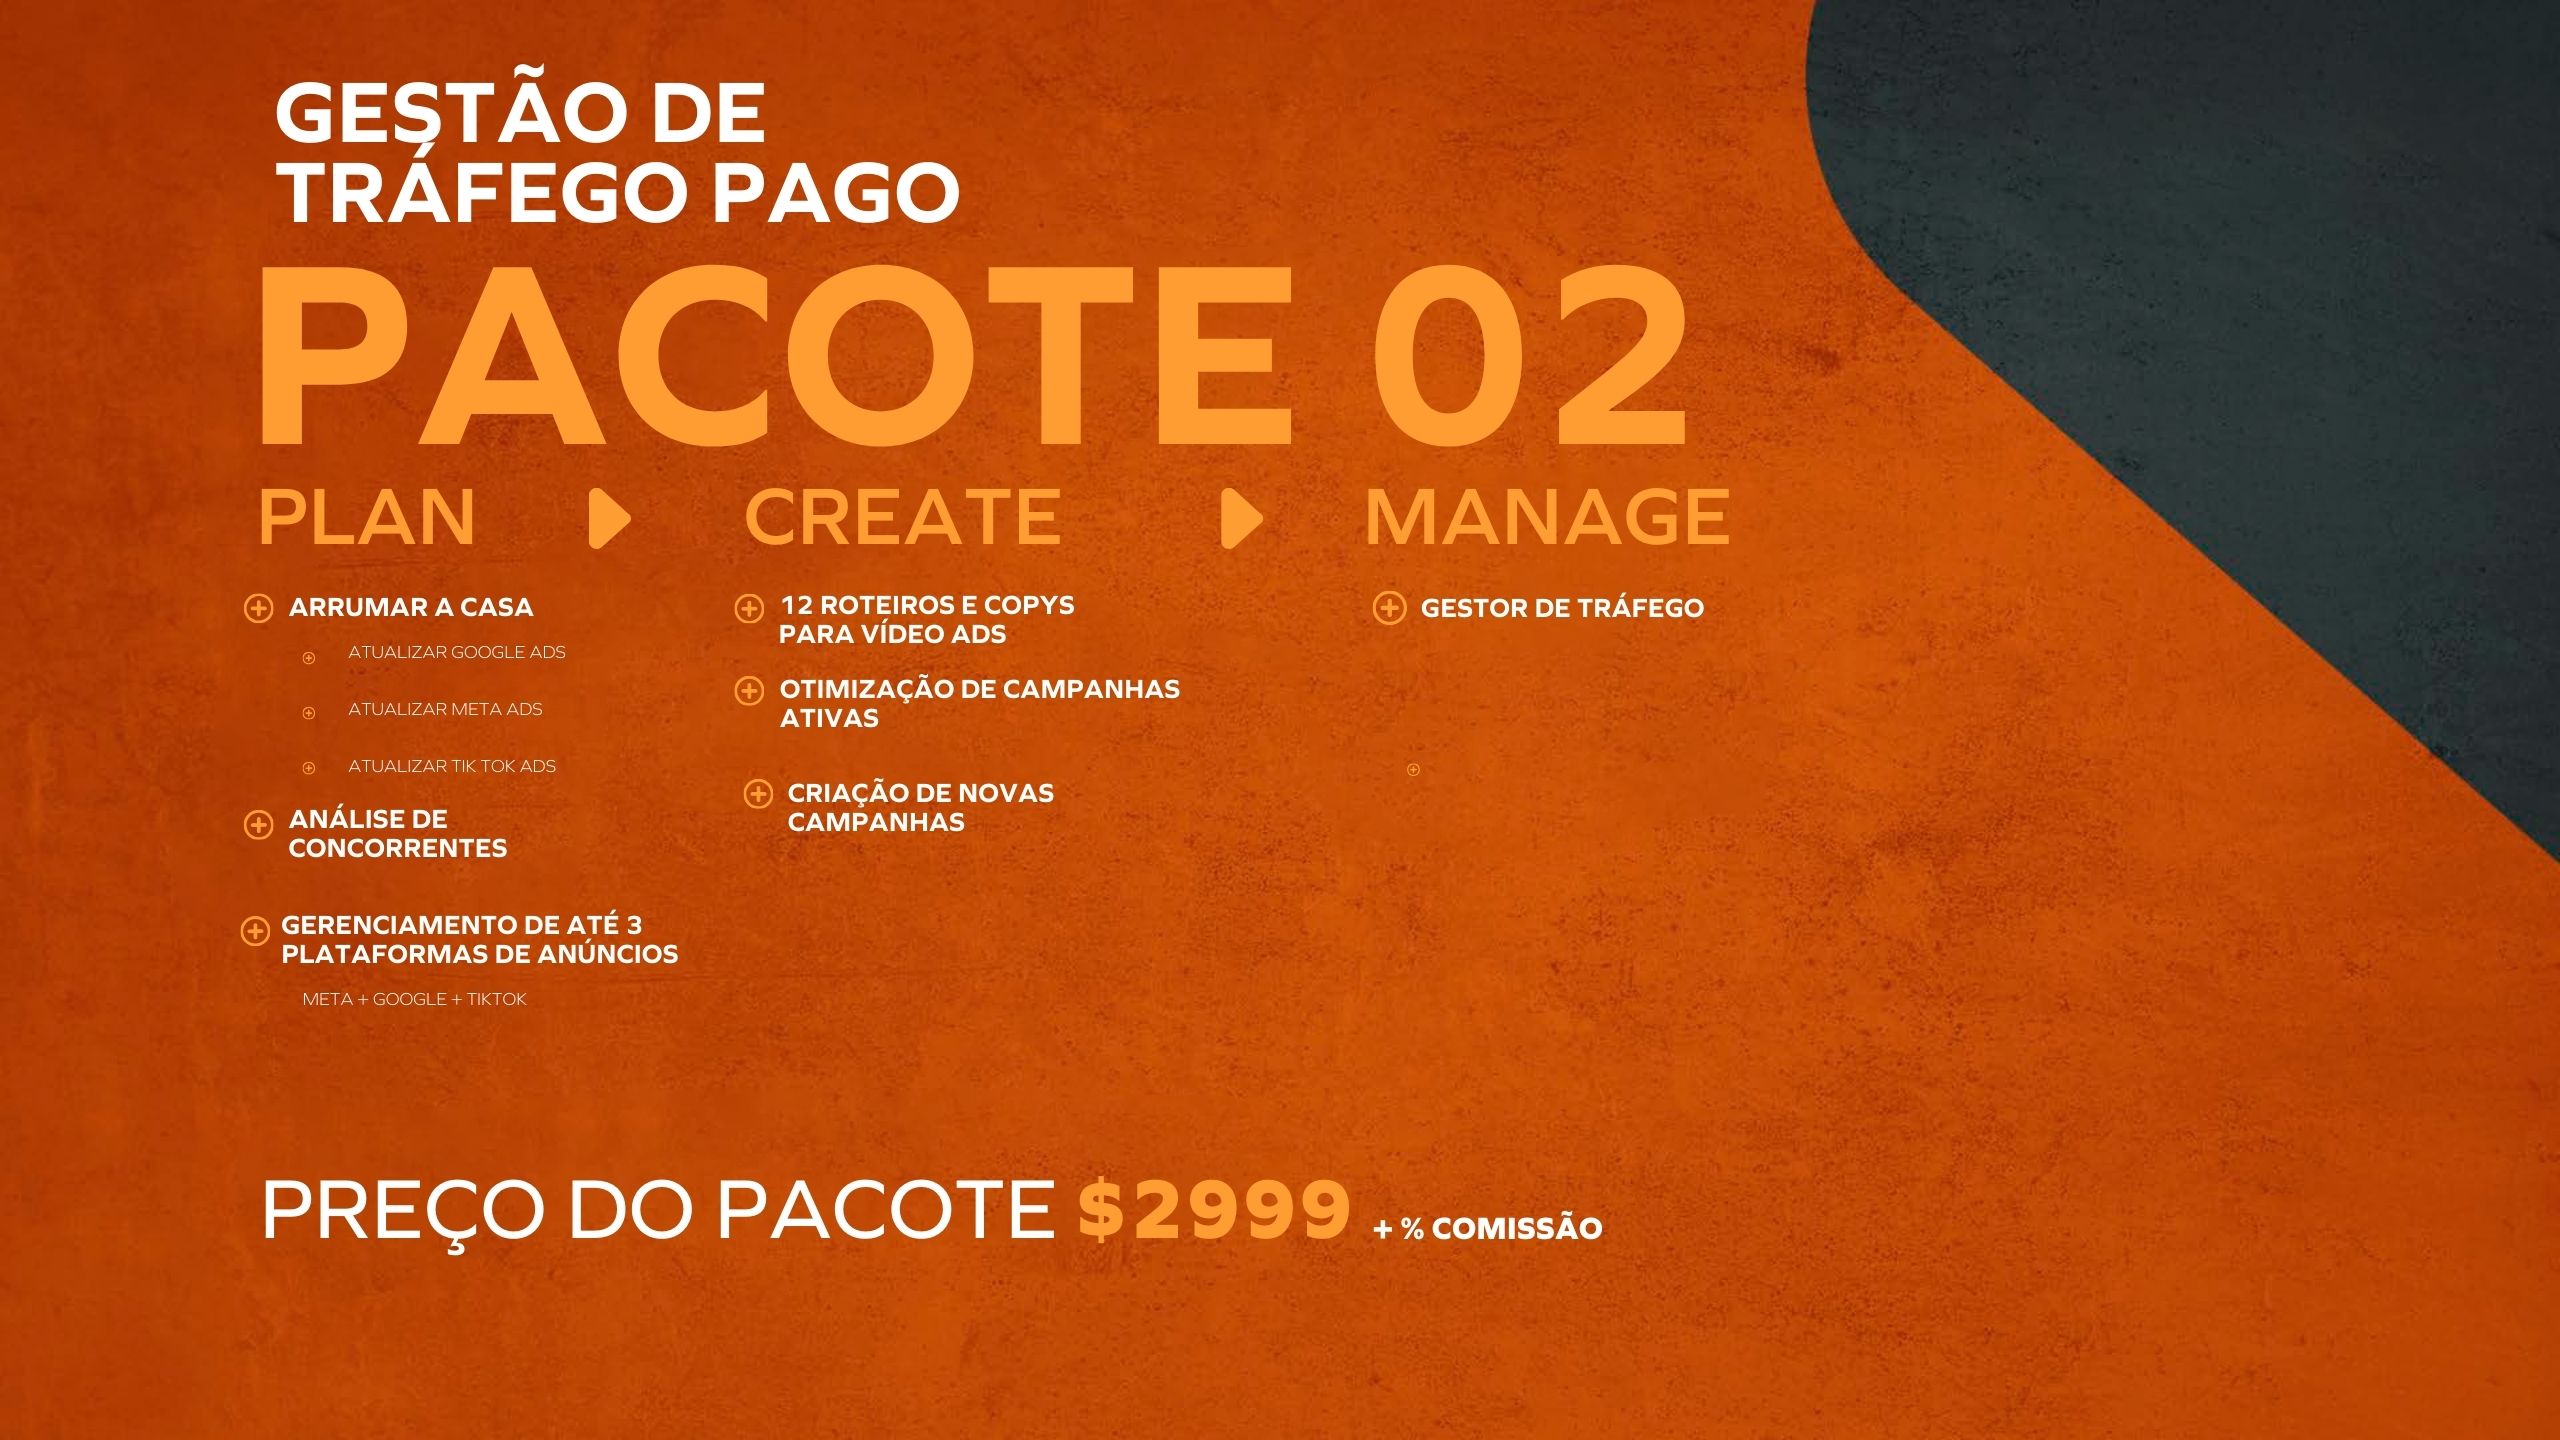 GESTÃO DE
TRÁFEGO PAGO
PACOTE 02
PLAN
ARRUMAR A CASA
ATUALIZAR GOOGLE ADS
ATUALIZAR META ADS
ATUALIZAR TIK TOK ADS
ANÁLISE DE
CONCORRENTES
GERENCIAMENTO DE ATÉ 3
PLATAFORMAS DE ANÚNCIOS
META + GOOGLE + TIKTOK
CREATE
12 ROTEIROS E COPYS
PARA VÍDEO ADS
OTIMIZAÇÃO DE CAMPANHAS
ATIVAS
CRIAÇÃO DE NOVAS
CAMPANHAS
MANAGE
GESTOR DE TRÁFEGO
PREÇO DO PACOTE $2999 + % COMISSÃO